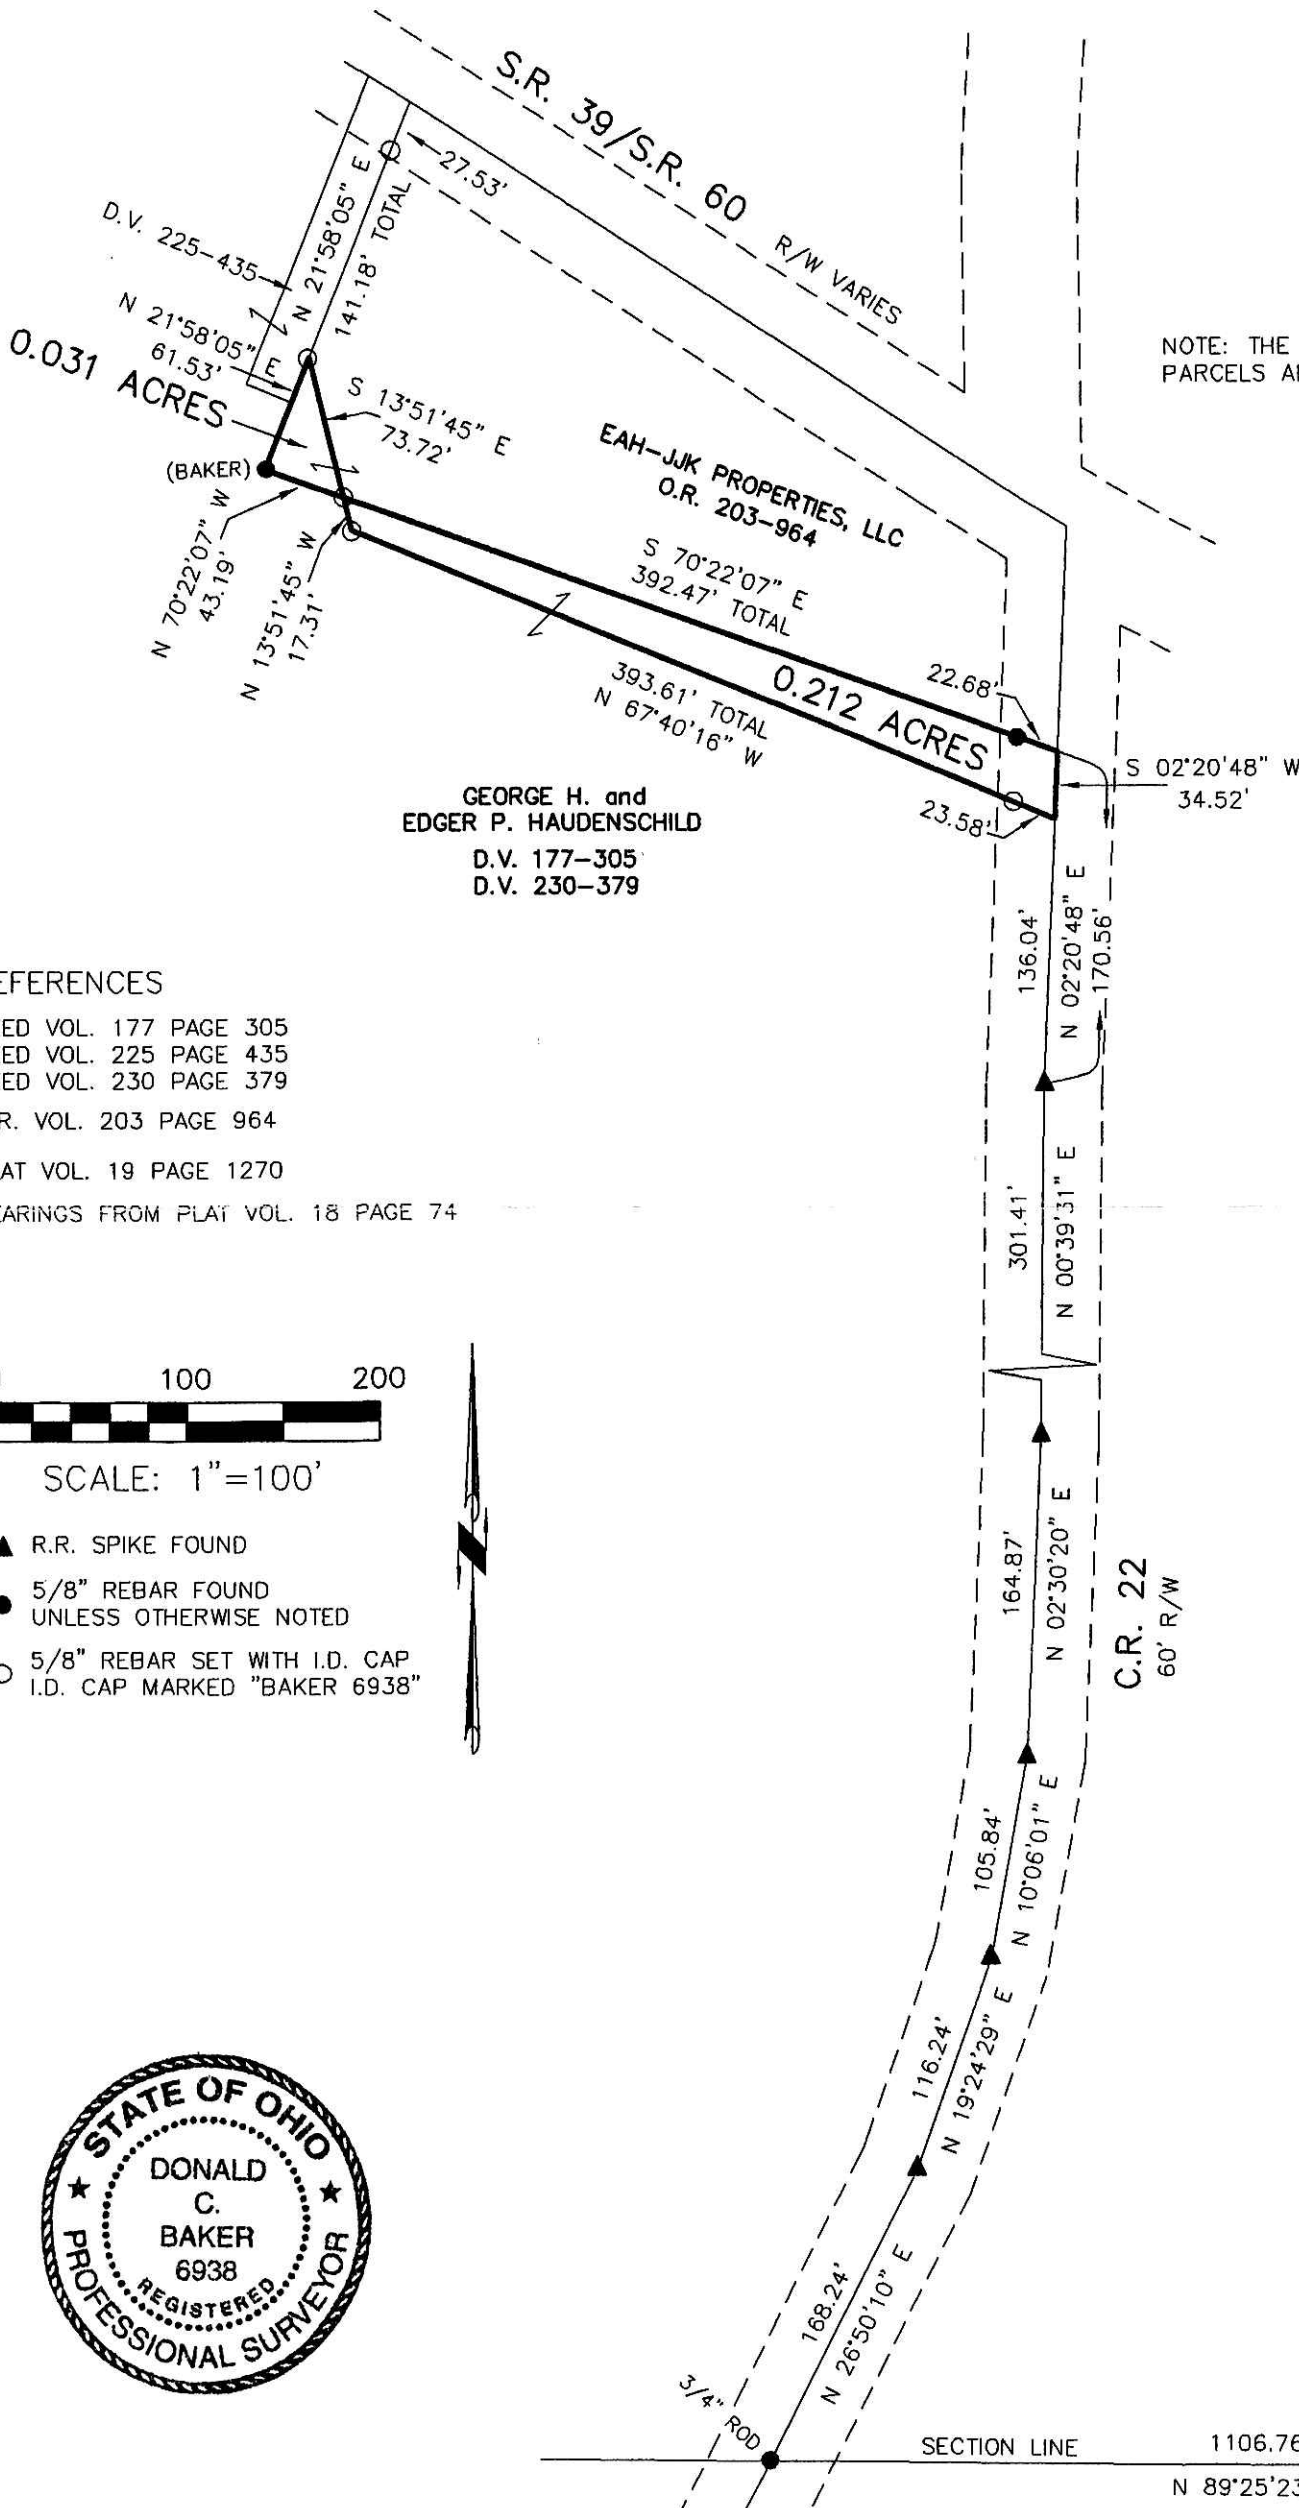 S.R. 39/S.R. 60
R/W VARIES
27.53'
N 21°58'05" E
141.18' TOTAL
D.V. 225-435
N 21°58'05" E
61.53'
0.031 ACRES
S 13°51'45" E
73.72'
(BAKER)
N 70°22'07" W
43.19'
N 13°51'45" W
17.31'
NOTE: THE
PARCELS
EAH-JJK PROPERTIES, LLC
O.R. 203-964
S 70°22'07" E
392.47' TOTAL
393.61' TOTAL
N 67°40'16" W
0.212 ACRES
22.68'
23.58'
S 02°20'48" W
34.52'
GEORGE H. and
EDGER P. HAUDENSCHILD
D.V. 177-305
D.V. 230-379
136.04'
N 02°20'48" E
170.56'
EFERENCES
ED VOL. 177 PAGE 305
ED VOL. 225 PAGE 435
ED VOL. 230 PAGE 379
R. VOL. 203 PAGE 964
AT VOL. 19 PAGE 1270
EARINGS FROM PLAT VOL. 18 PAGE 74
301.41'
N 00°39'31" E
100 200
SCALE: 1"=100'
R.R. SPIKE FOUND
5/8" REBAR FOUND
UNLESS OTHERWISE NOTED
5/8" REBAR SET WITH I.D. CAP
I.D. CAP MARKED "BAKER 6938"
164.87'
N 02°30'20" E
C.R. 22
60' R/W
105.84'
N 10°06'01" E
116.24'
N 19°24'29" E
168.24'
N 26°50'10" E
3/4" ROD
STATE OF OHIO
DONALD
C.
BAKER
6938
REGISTERED
PROFESSIONAL SURVEYOR
SECTION LINE 1106.76
N 89°25'23